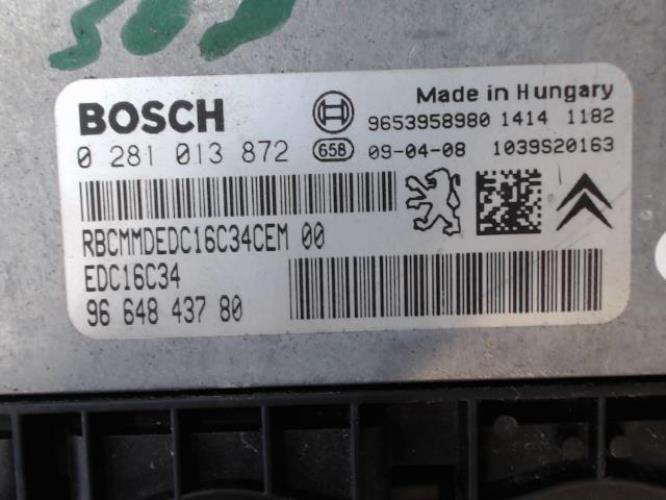 BOSCH
Made in Hungary
9653958980 1414 1182
0 281 013 872
658 09-04-08 1039S20163
RBCMMDEDC16C34CEM 00
EDC16C34
96 648 437 80